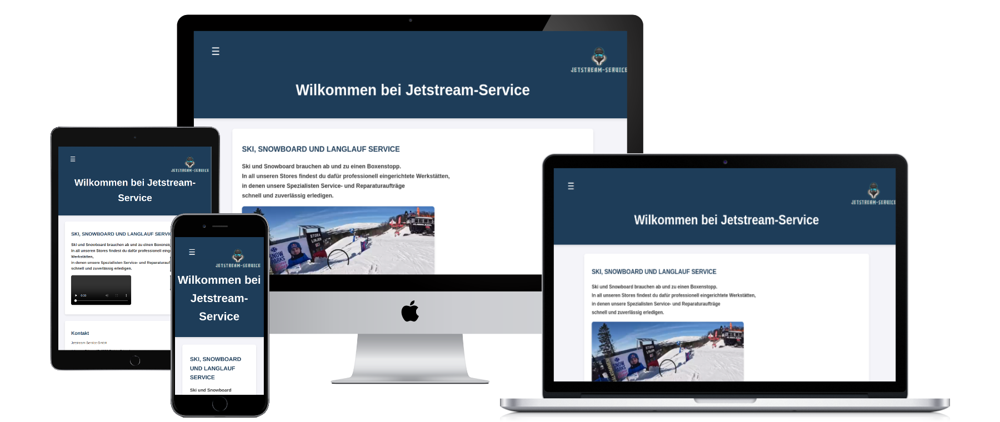 ☰
JETSTREAM-SERVICE
Wilkommen bei Jetstream-Service
SKI, SNOWBOARD UND LANGLAUF SERVICE
Ski und Snowboard brauchen ab und zu einen Boxenstopp.
In all unseren Stores findest du dafür professionell eingerichtete Werkstätten,
in denen unsere Spezialisten Service- und Reparaturaufträge
schnell und zuverlässig erledigen.
STORA
LINJEN
SNOW
PARKS
JETSTREAM-SERVICE
Wilkommen bei Jetstream-
Service
SKI, SNOWBOARD UND LANGLAUF SERVIC
Ski und Snowboard brauchen ab und zu einen Boxensto
In all unseren Stores findest du dafür professionell eing
Werkstätten,
in denen unsere Spezialisten Service- und Reparaturauf
schnell und zuverlässig erledigen.
0:00
Kontakt
Jetstream-Service GmbH
JETSTREAM-SERVICE
Wilkommen bei
Jetstream-
Service
SKI, SNOWBOARD
UND LANGLAUF
SERVICE
Ski und Snowboard
JETSTREAM-SERVICE
Wilkommen bei Jetstream-Service
SKI, SNOWBOARD UND LANGLAUF SERVICE
Ski und Snowboard brauchen ab und zu einen Boxenstopp.
In all unseren Stores findest du dafür professionell eingerichtete Werkstätten,
in denen unsere Spezialisten Service- und Reparaturaufträge
schnell und zuverlässig erledigen.
STORA
LINJEN
SNOW
PARKS